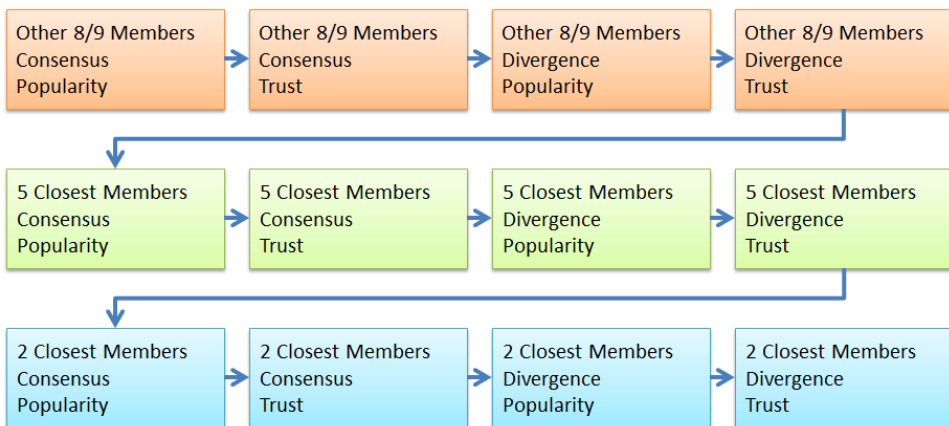 Other 8/9 Members
Consensus
Popularity
Other 8/9 Members
Consensus
Trust
Other 8/9 Members
Divergence
Popularity
Other 8/9 Members
Divergence
Trust
5 Closest Members
Consensus
Popularity
5 Closest Members
Consensus
Trust
5 Closest Members
Divergence
Popularity
5 Closest Members
Divergence
Trust
2 Closest Members
Consensus
Popularity
2 Closest Members
Consensus
Trust
2 Closest Members
Divergence
Popularity
2 Closest Members
Divergence
Trust